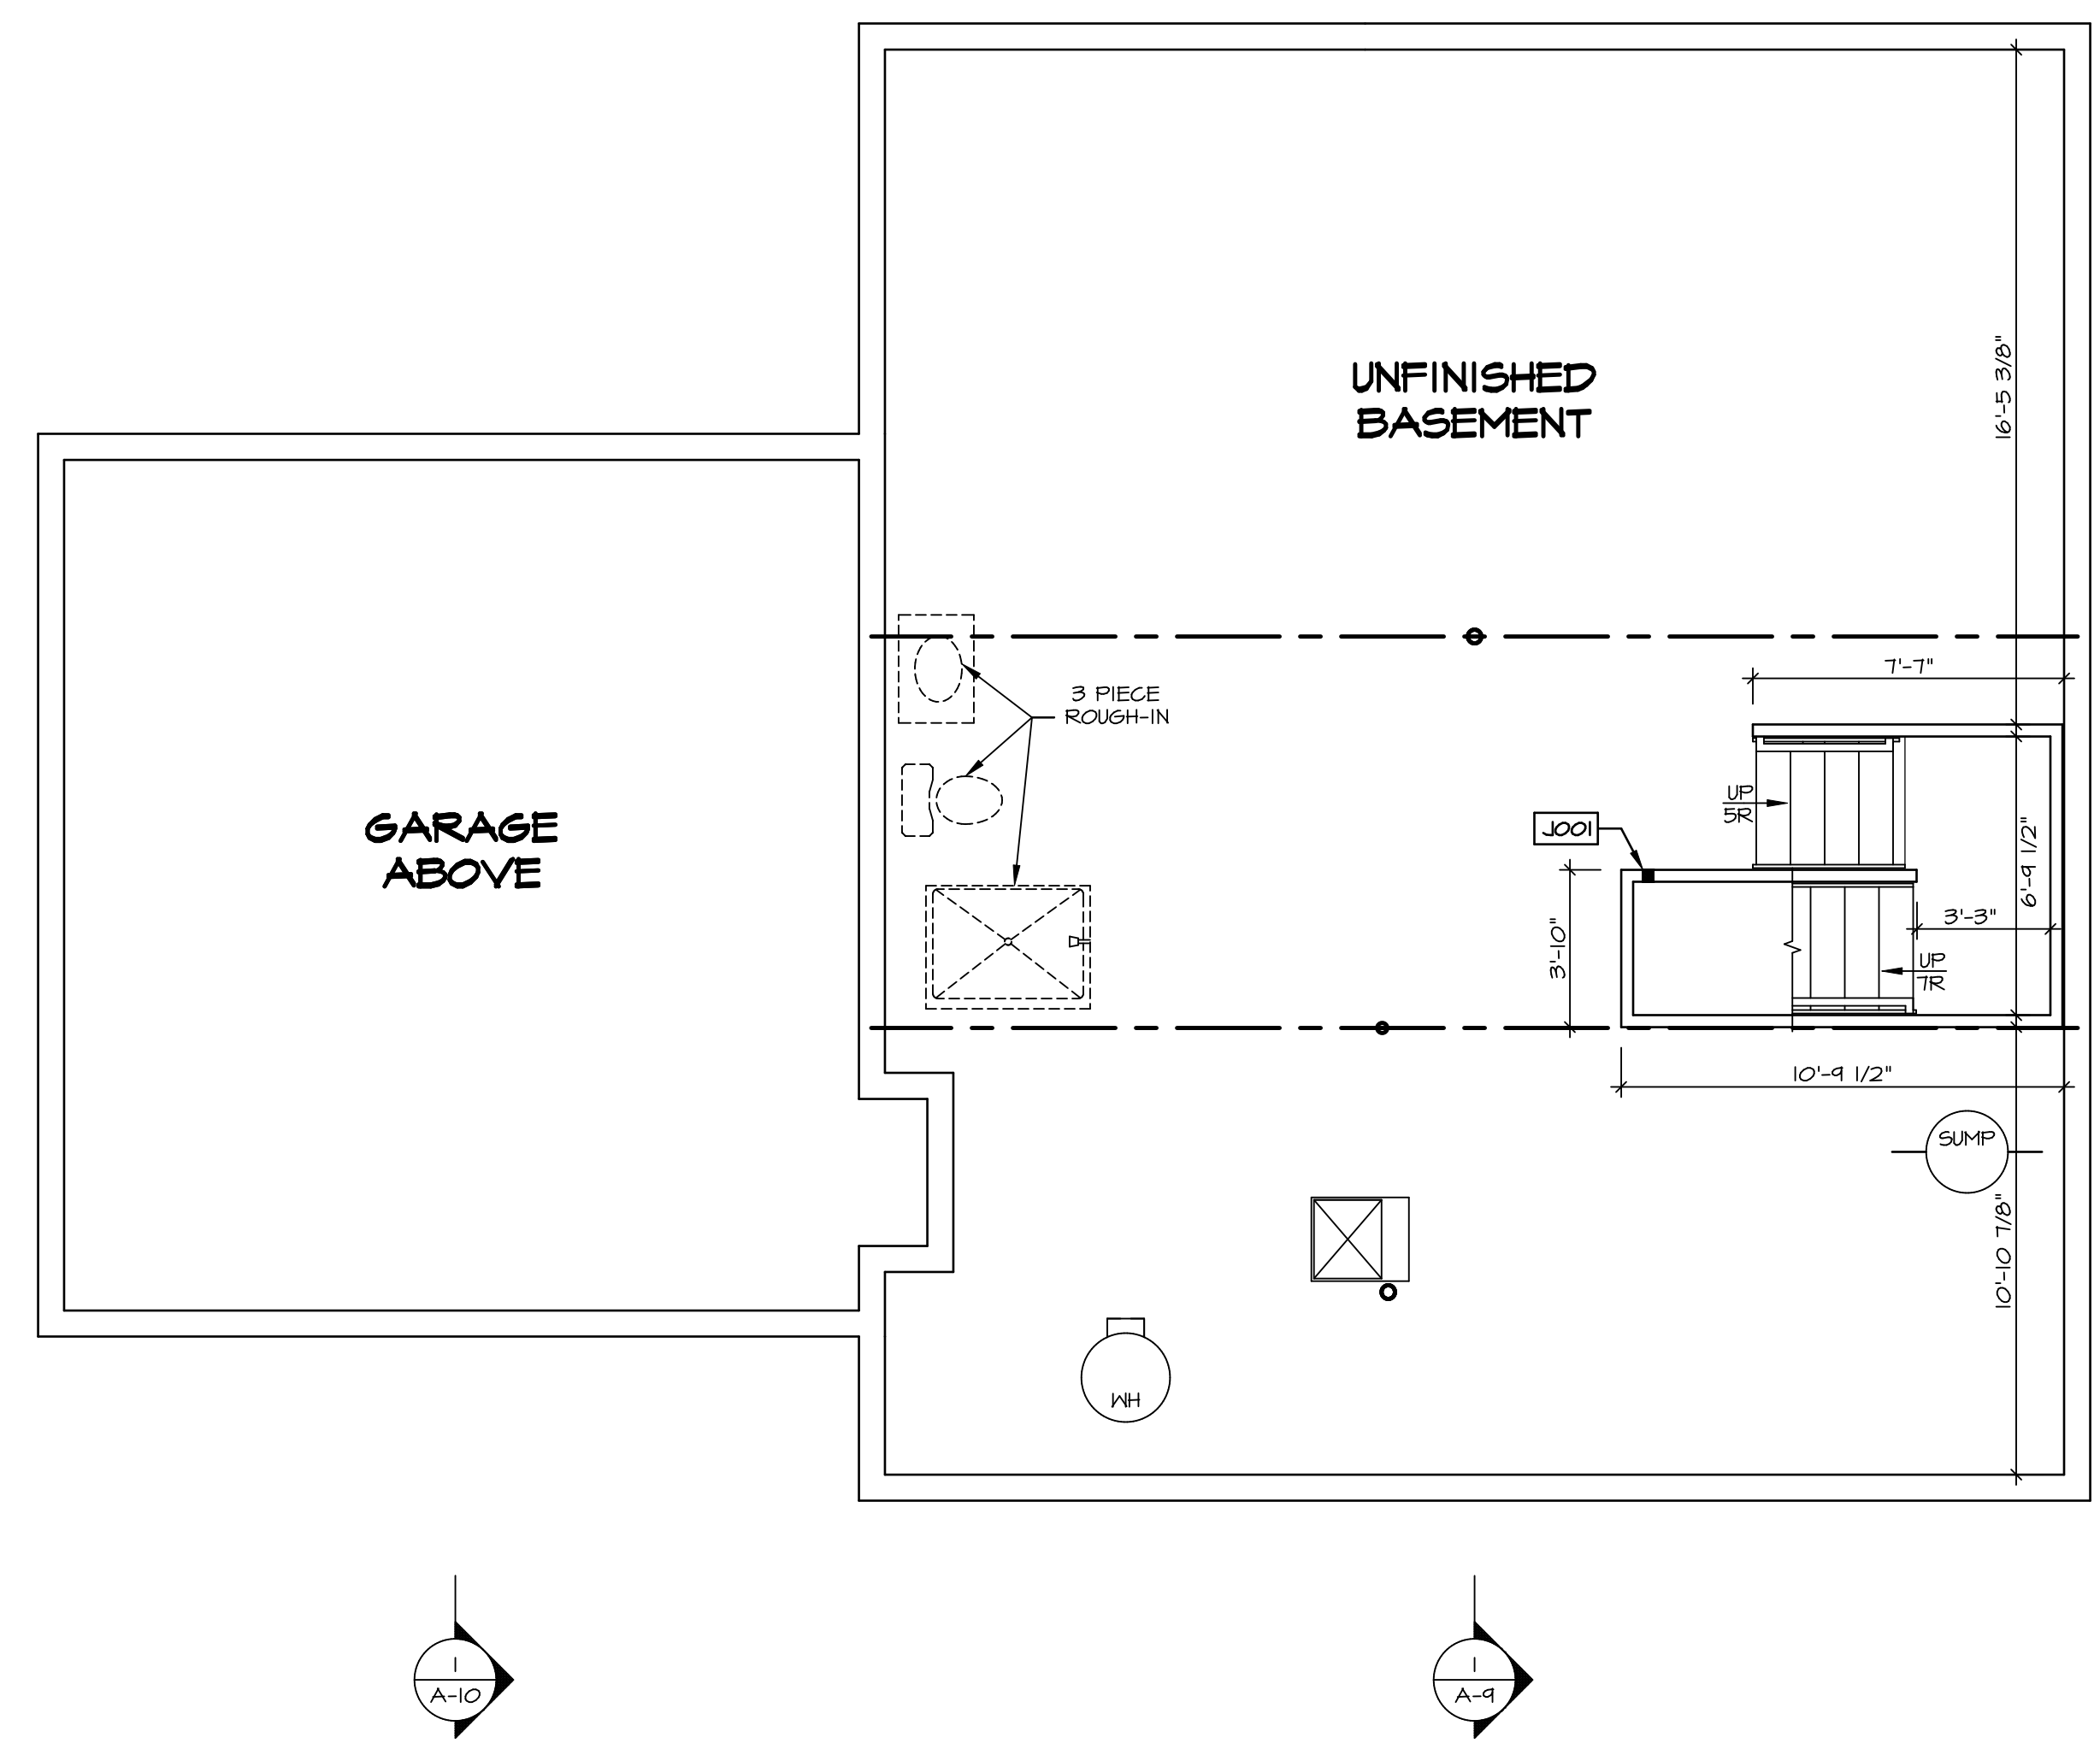 UNFINISHED
BASEMENT
16'-5 3/8"
7'-7"
3 PIECE
ROUGH-IN
UP
5R
GARAGE
ABOVE
J001
6'-9 1/2"
3'-3"
3'-10"
UP
7R
10'-9 1/2"
SUMP
10'-10 7/8"
WH
1
A-10
1
A-9